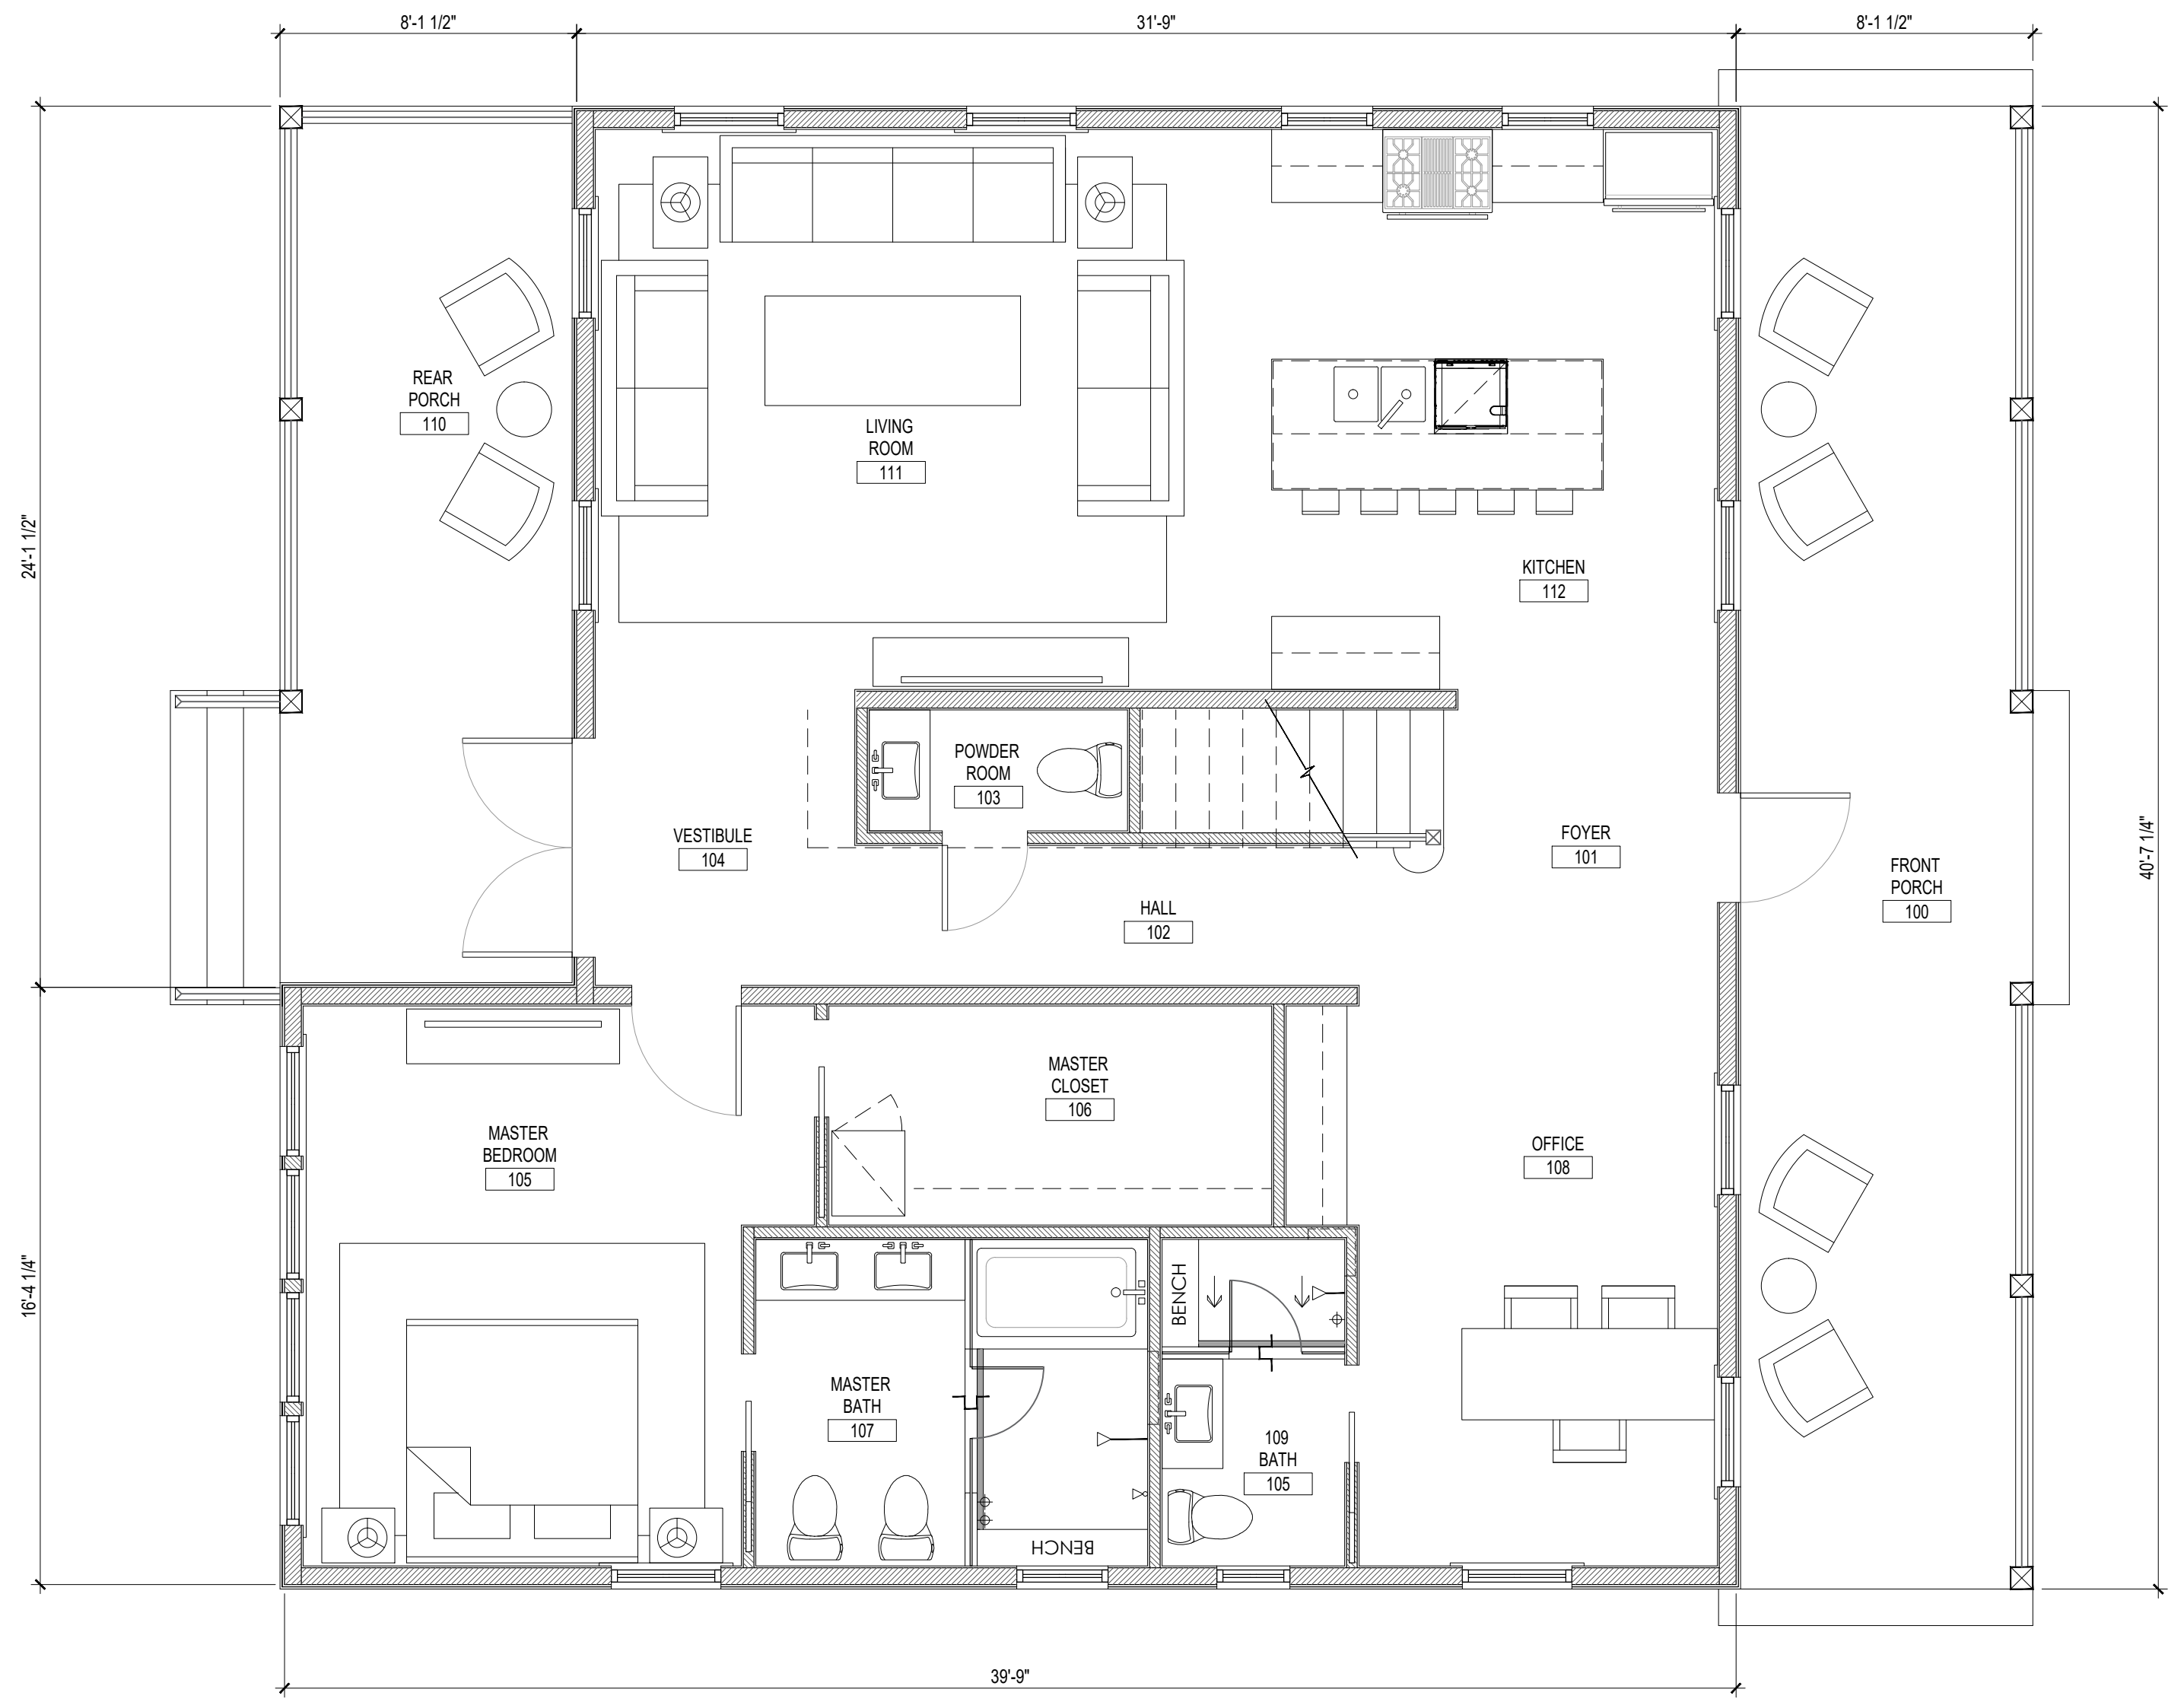 8'-1 1/2"
31'-9"
8'-1 1/2"
24'-1 1/2"
REAR
PORCH
110
LIVING
ROOM
111
KITCHEN
112
POWDER
ROOM
103
VESTIBULE
104
FOYER
101
HALL
102
FRONT
PORCH
100
40'-7 1/4"
MASTER
CLOSET
106
MASTER
BEDROOM
105
OFFICE
108
16'-4 1/4"
BENCH
MASTER
BATH
107
109
BATH
105
BENCH
39'-9"